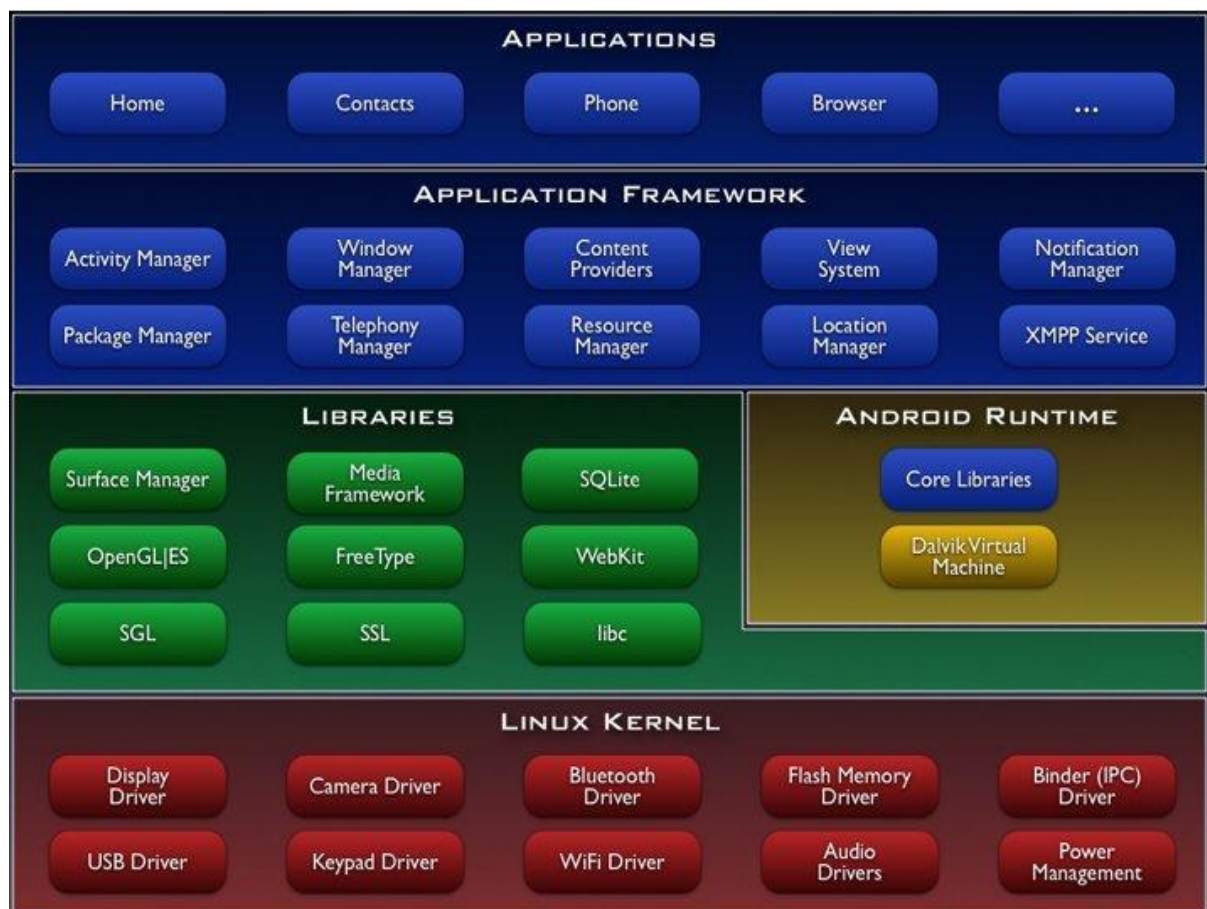 APPLICATIONS
Home
Contacts
Phone
Browser
...
APPLICATION FRAMEWORK
Activity Manager
Window
Manager
Content
Providers
View
System
Notification
Manager
Package Manager
Telephony
Manager
Resource
Manager
Location
Manager
XMPP Service
LIBRARIES
Surface Manager
Media
Framework
SQLite
OpenGL|ES
FreeType
WebKit
SGL
SSL
libc
ANDROID RUNTIME
Core Libraries
Dalvik Virtual
Machine
LINUX KERNEL
Display
Driver
Camera Driver
Bluetooth
Driver
Flash Memory
Driver
Binder (IPC)
Driver
USB Driver
Keypad Driver
WiFi Driver
Audio
Drivers
Power
Management